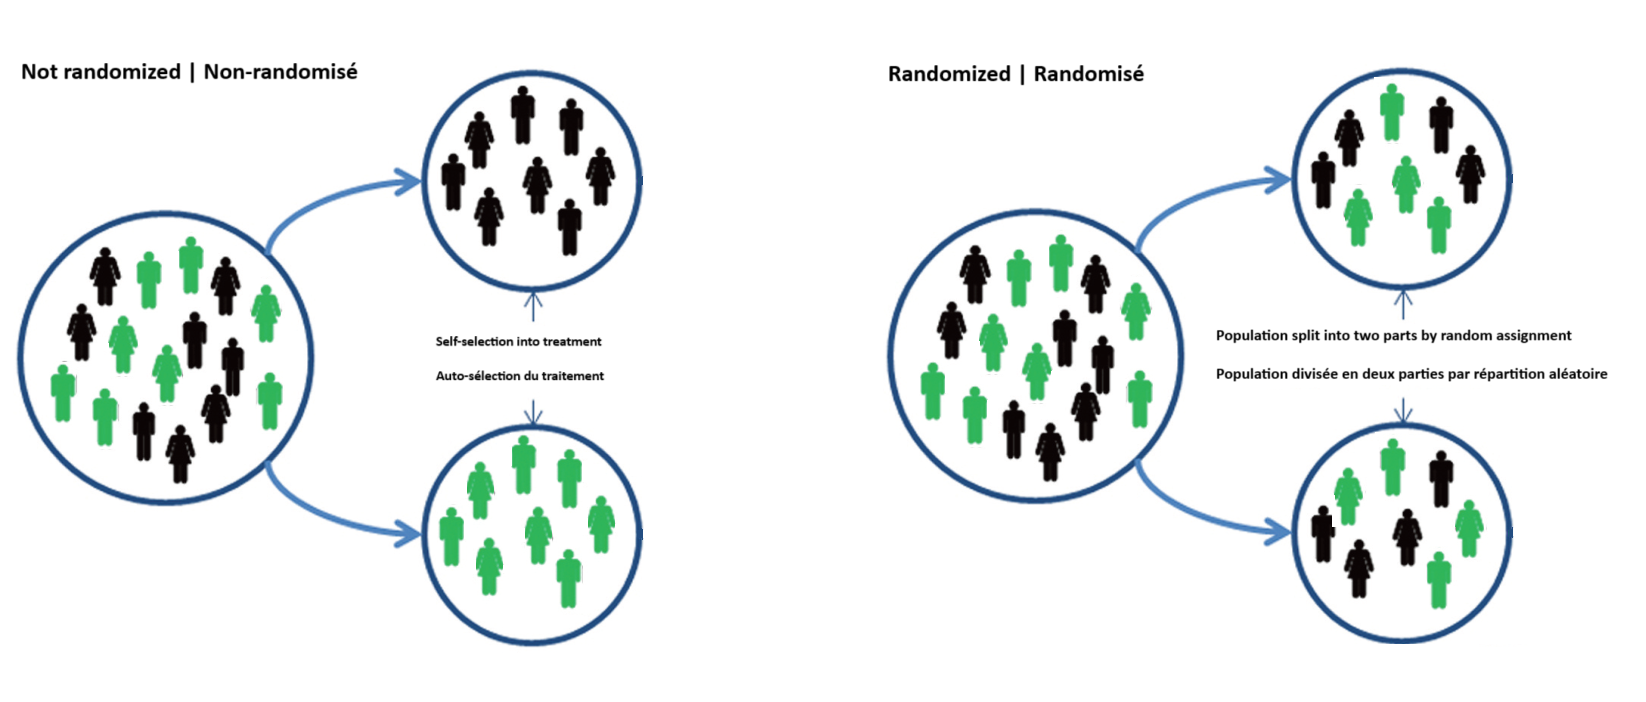 Not randomized | Non-randomisé
Self-selection into treatment
Auto-sélection du traitement
Randomized | Randomisé
Population split into two parts by random assignment
Population divisée en deux parties par répartition aléatoire